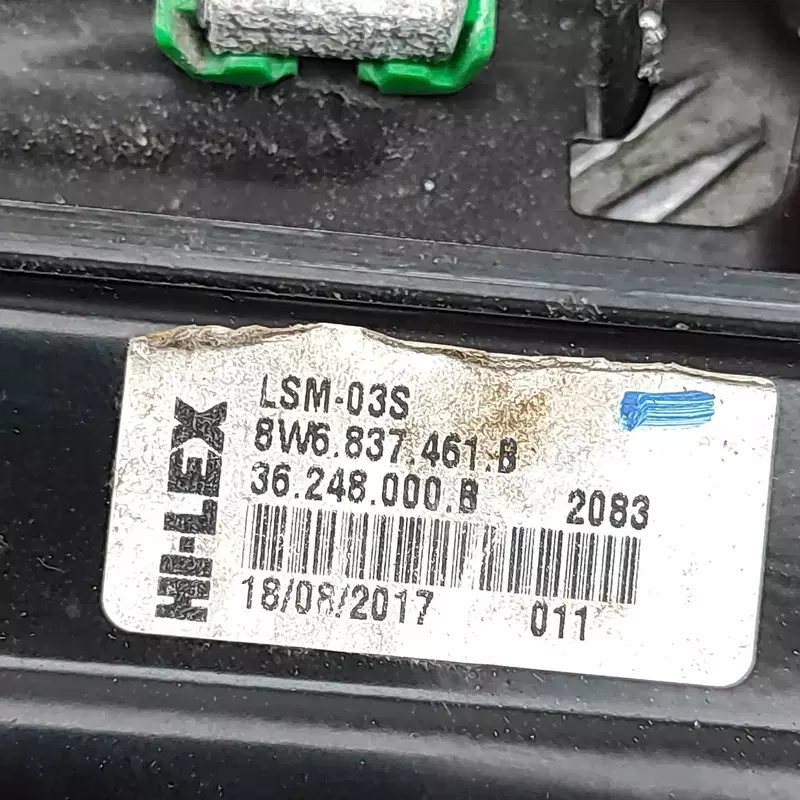 HI-LEX
LSM-03S
8W6.837.461.B
36.248.000.B 2083
18/08/2017 011